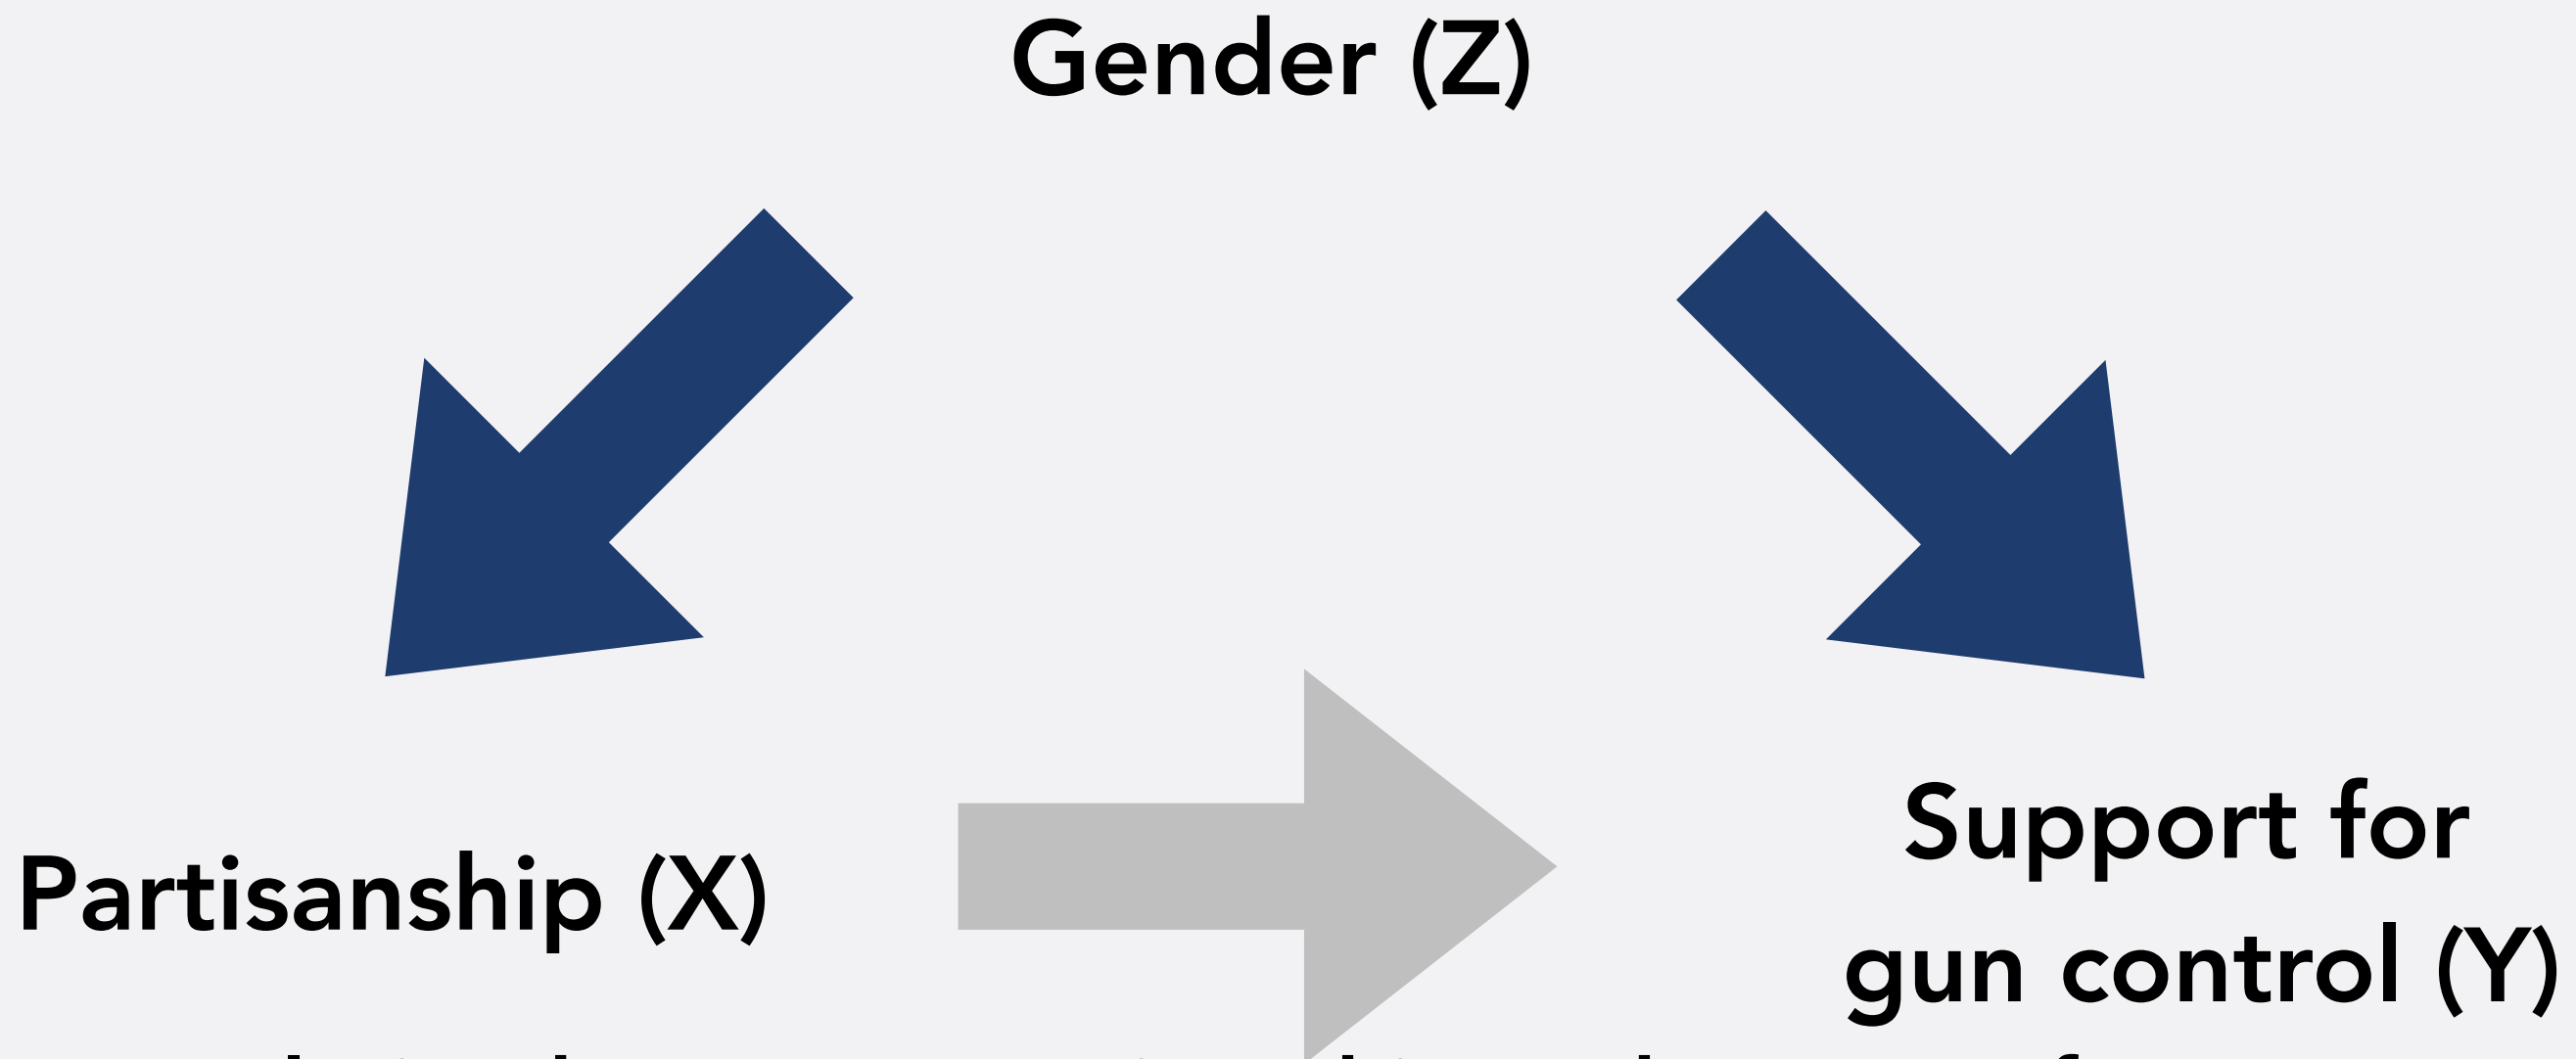 Gender (Z)
Partisanship (X)
Support for
gun control (Y)